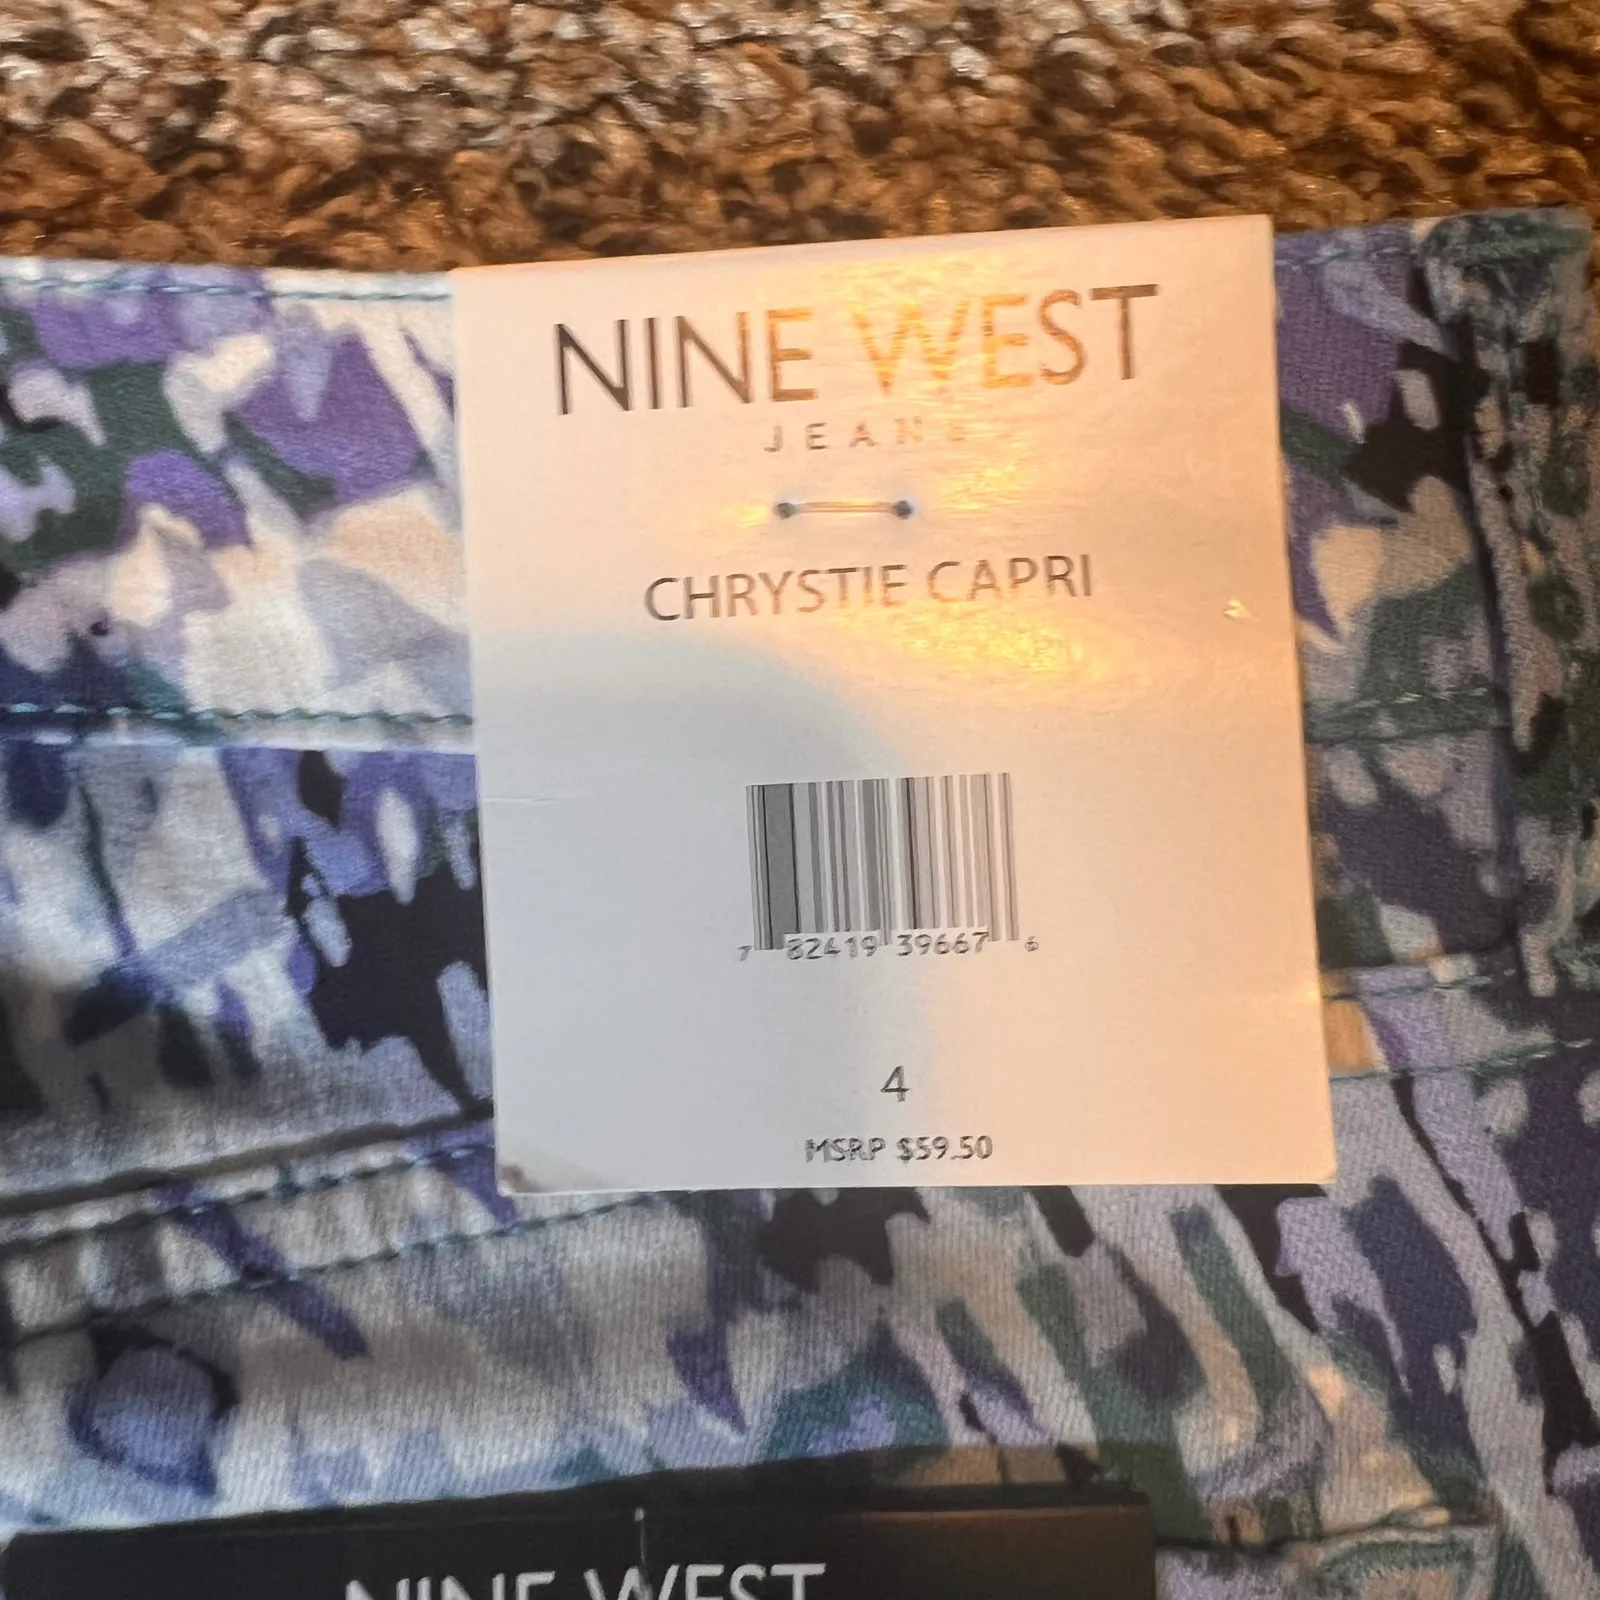 NINE WEST
JEANS
CHRYSTIE CAPRI
7 82419 39667 6
4
MSRP $59.50
NINE WEST